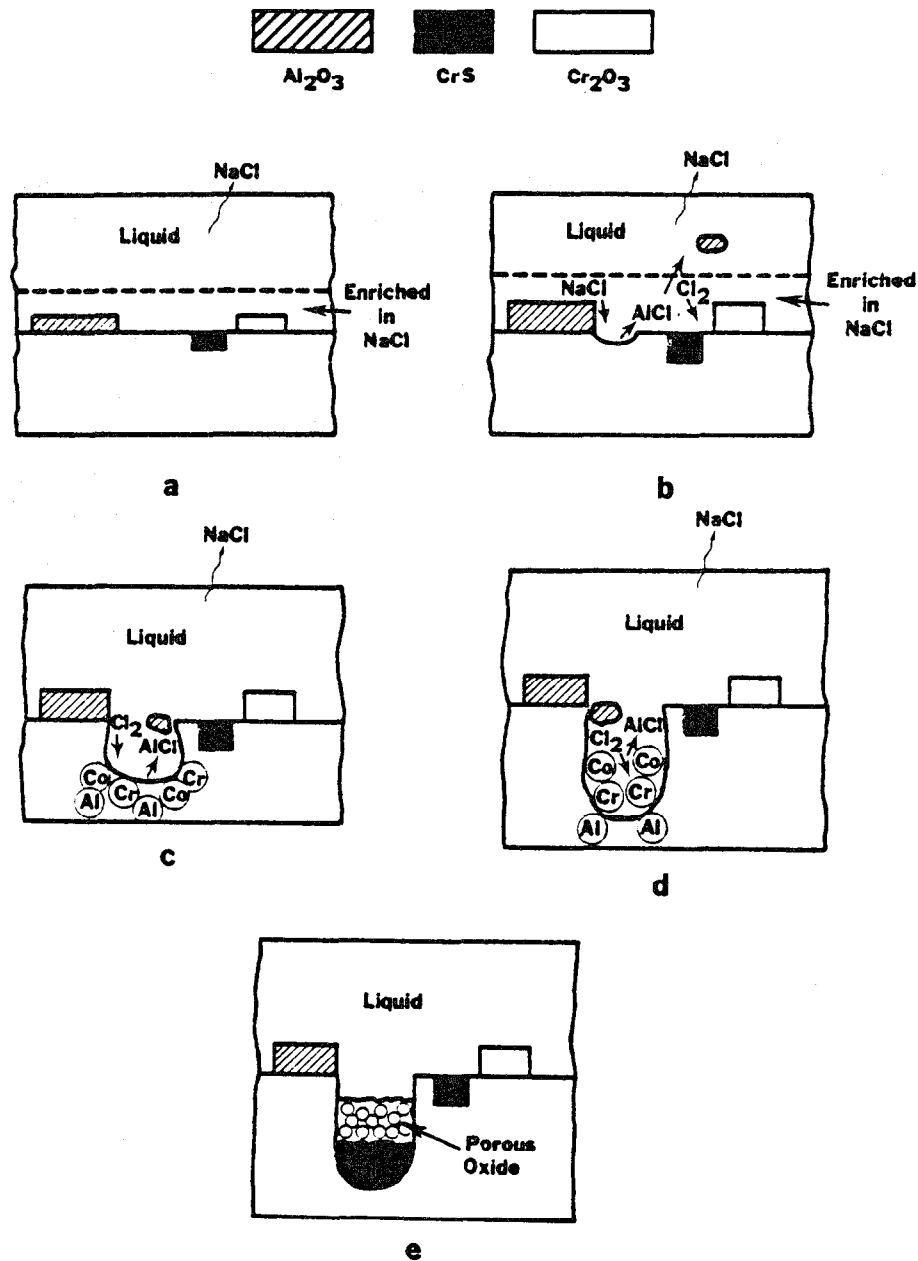 Al₂O₃ CrS Cr₂O₃
NaCl
Liquid
Enriched
in
NaCl
a
NaCl
Liquid
NaCl
AlCl
Cl₂
Enriched
in
NaCl
b
NaCl
Liquid
Cl₂
AlCl
Co
Cr
Al
Al
Co
Cr
c
NaCl
Liquid
Cl₂
AlCl
Co
Co
Cr
Cr
Al
Al
d
Liquid
Porous
Oxide
e